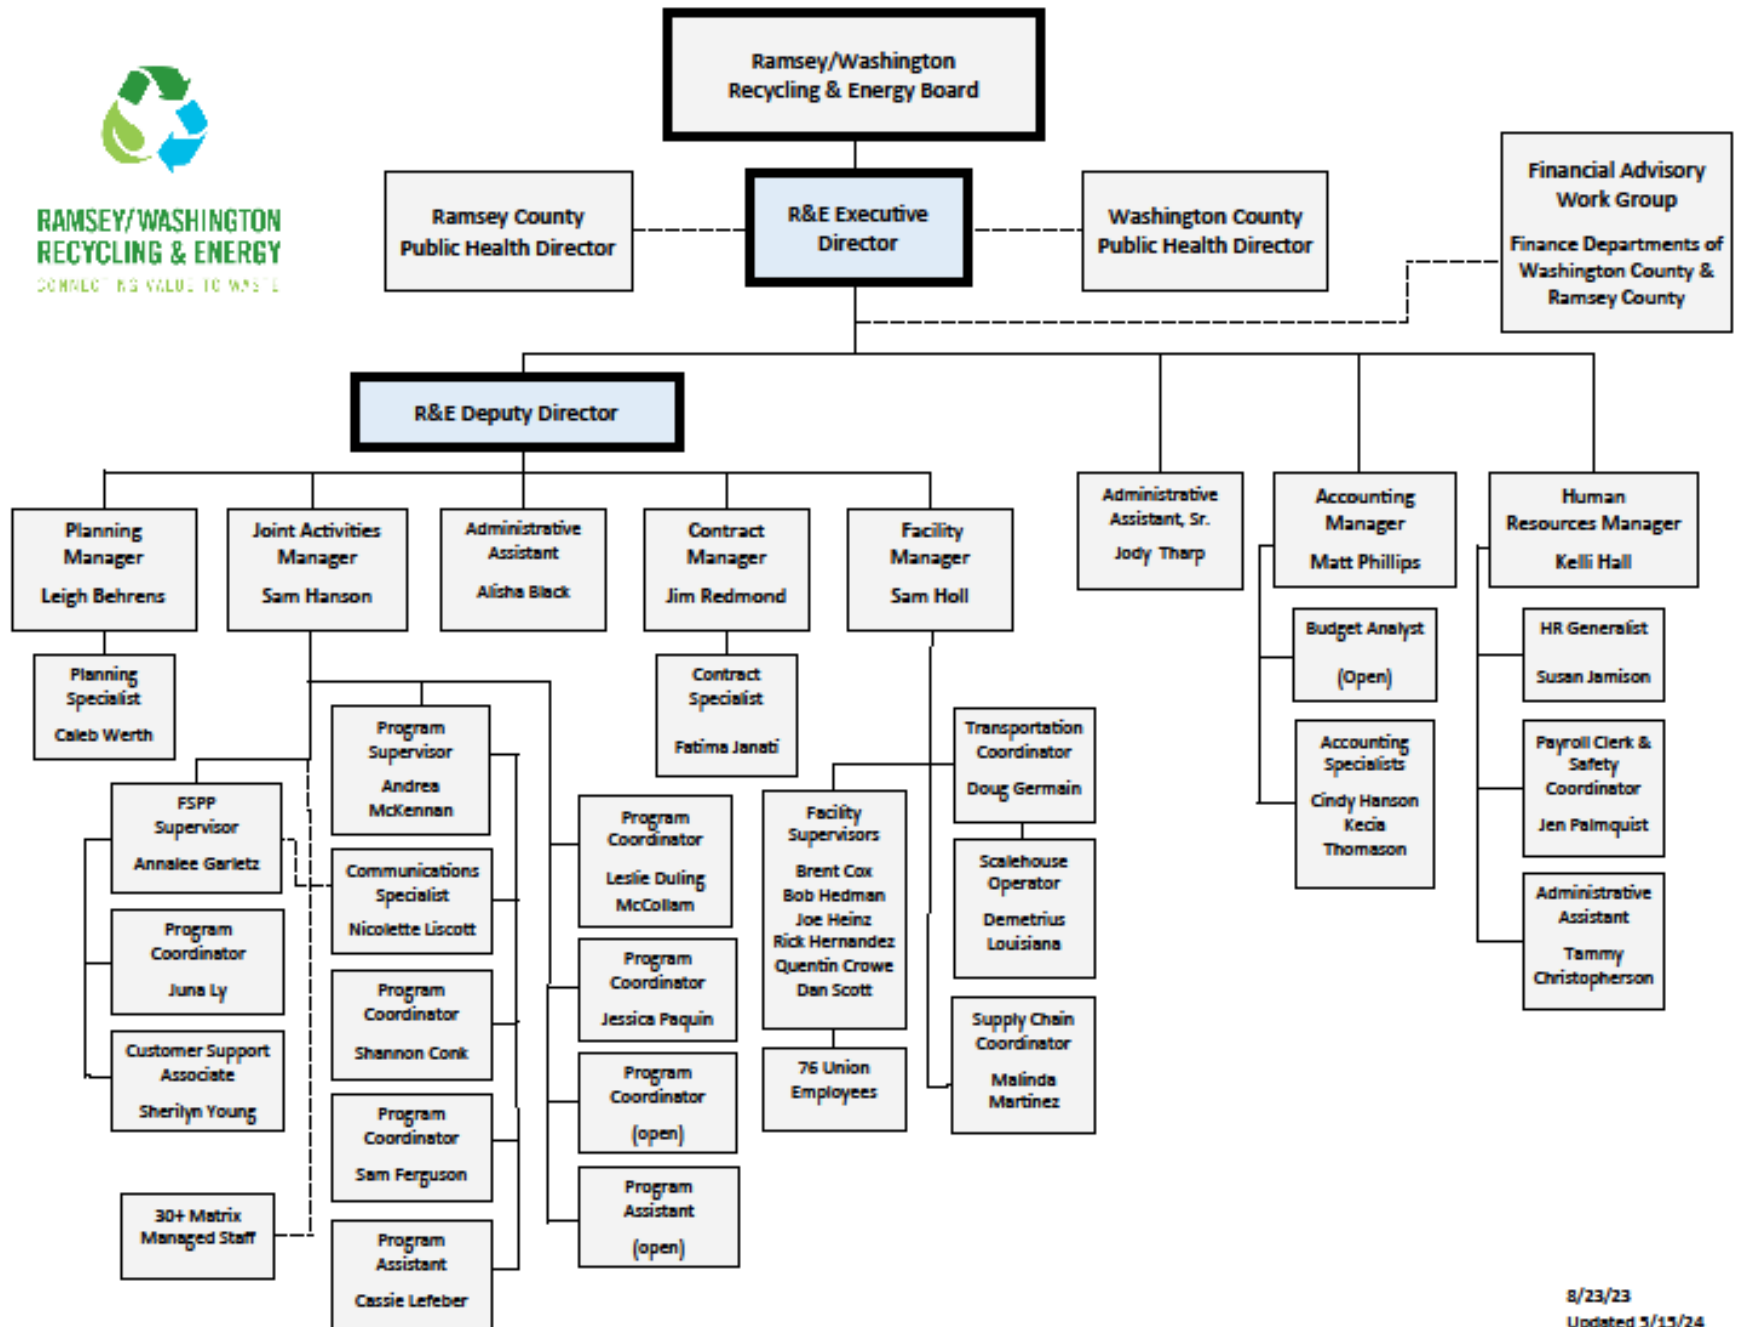 Ramsey/Washington
Recycling & Energy Board
RAMSEY/WASHINGTON
RECYCLING & ENERGY
CONNECTING VALUE TO WASTE
Ramsey County
Public Health Director
R&E Executive
Director
Washington County
Public Health Director
Financial Advisory
Work Group
Finance Departments of
Washington County &
Ramsey County
R&E Deputy Director
Planning
Manager
Leigh Behrens
Joint Activities
Manager
Sam Hanson
Administrative
Assistant
Alisha Black
Contract
Manager
Jim Redmond
Facility
Manager
Sam Holl
Administrative
Assistant, Sr.
Jody Tharp
Accounting
Manager
Matt Phillips
Human
Resources Manager
Kelli Hall
Planning
Specialist
Caleb Werth
Contract
Specialist
Fatima Janati
Budget Analyst
(Open)
HR Generalist
Susan Jamison
FSPP
Supervisor
Annalee Garletz
Program
Supervisor
Andrea
McKennan
Program
Coordinator
Leslie Duling
McCollam
Facility
Supervisors
Brent Cox
Bob Hedman
Joe Heinz
Rick Hernandez
Quentin Crowe
Dan Scott
Transportation
Coordinator
Doug Germain
Accounting
Specialists
Cindy Hanson
Kecia
Thomason
Payroll Clerk &
Safety
Coordinator
Jen Palmquist
Program
Coordinator
Juna Ly
Communications
Specialist
Nicolette Liscott
Program
Coordinator
Jessica Paquin
Scalehouse
Operator
Demetrius
Louisiana
Administrative
Assistant
Tammy
Christopherson
Customer Support
Associate
Sherilyn Young
Program
Coordinator
Shannon Conk
Program
Coordinator
(open)
76 Union
Employees
Supply Chain
Coordinator
Malinda
Martinez
30+ Matrix
Managed Staff
Program
Coordinator
Sam Ferguson
Program
Assistant
(open)
Program
Assistant
Cassie Lefeber
8/23/23
Updated 5/15/24